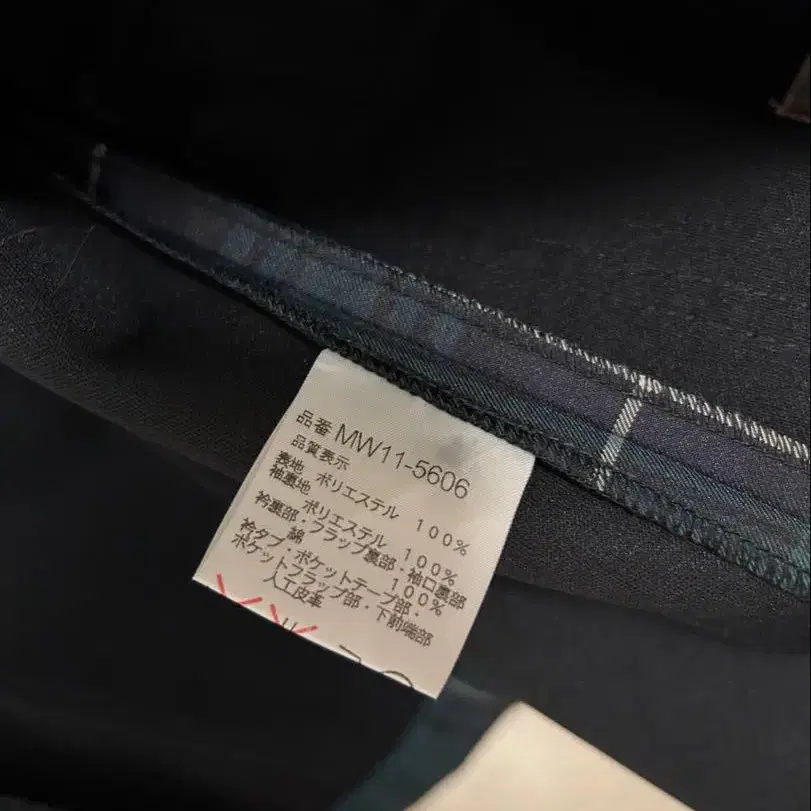 品番 MW11-5606
品質表示
表地 ポリエステル 100%
袖裏地 ポリエステル 100%
衿裏部・フラップ裏部・袖口裏部
綿 100%
衿タブ・ポケットテープ部・
ポケットフラップ部・下前端部
人工皮革